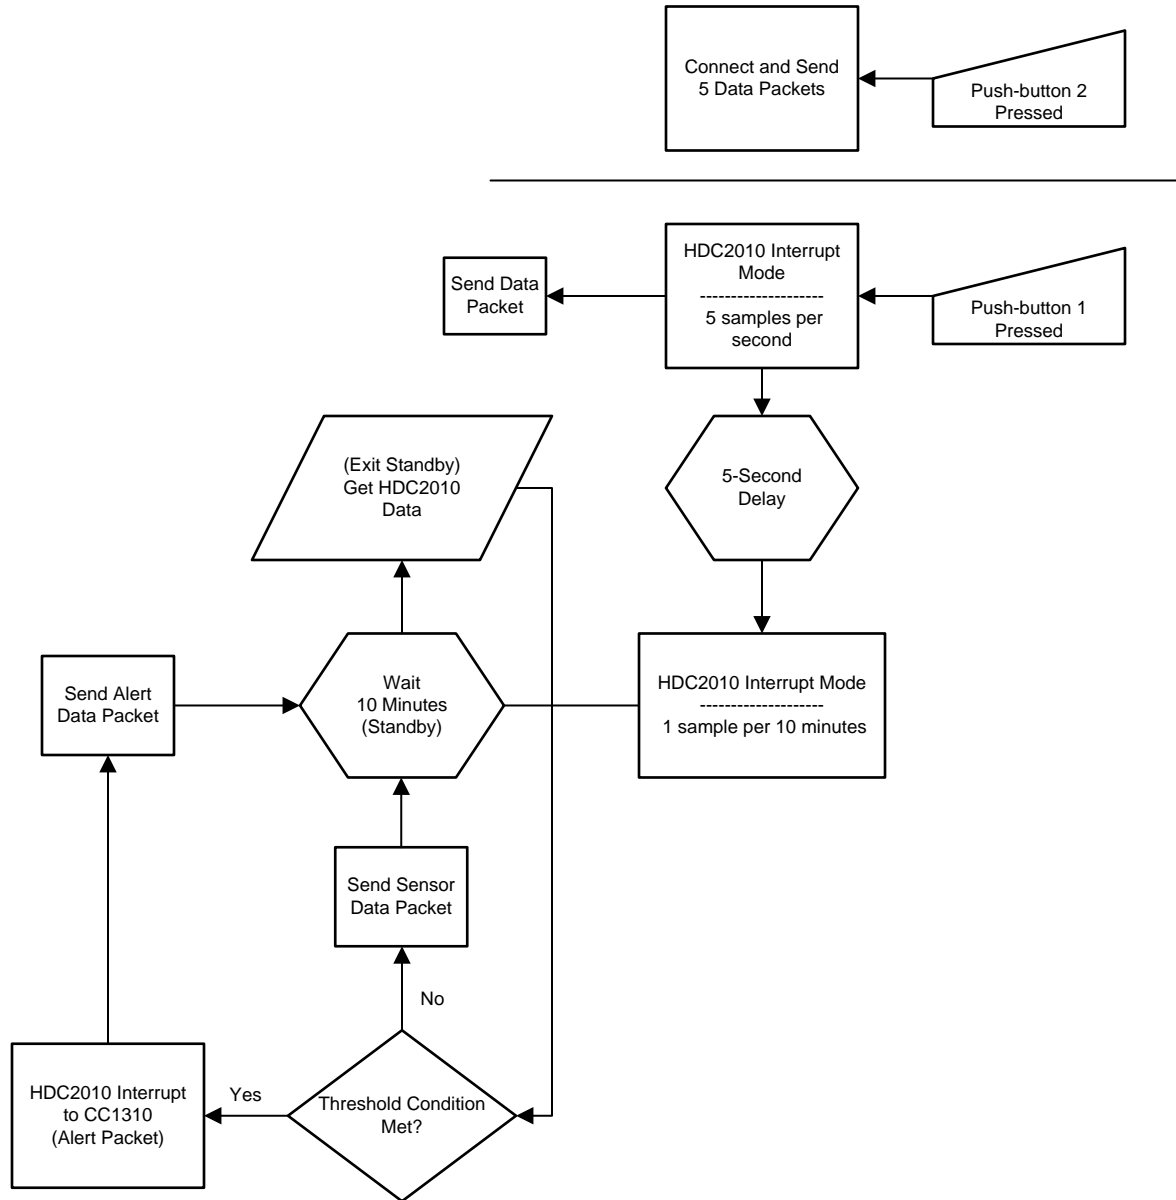 Connect and Send
5 Data Packets
Push-button 2
Pressed
HDC2010 Interrupt
Mode
---------------------
5 samples per
second
Send Data
Packet
Push-button 1
Pressed
(Exit Standby)
Get HDC2010
Data
5-Second
Delay
Send Alert
Data Packet
Wait
10 Minutes
(Standby)
HDC2010 Interrupt Mode
---------------------
1 sample per 10 minutes
Send Sensor
Data Packet
No
HDC2010 Interrupt
to CC1310
(Alert Packet)
Yes
Threshold Condition
Met?